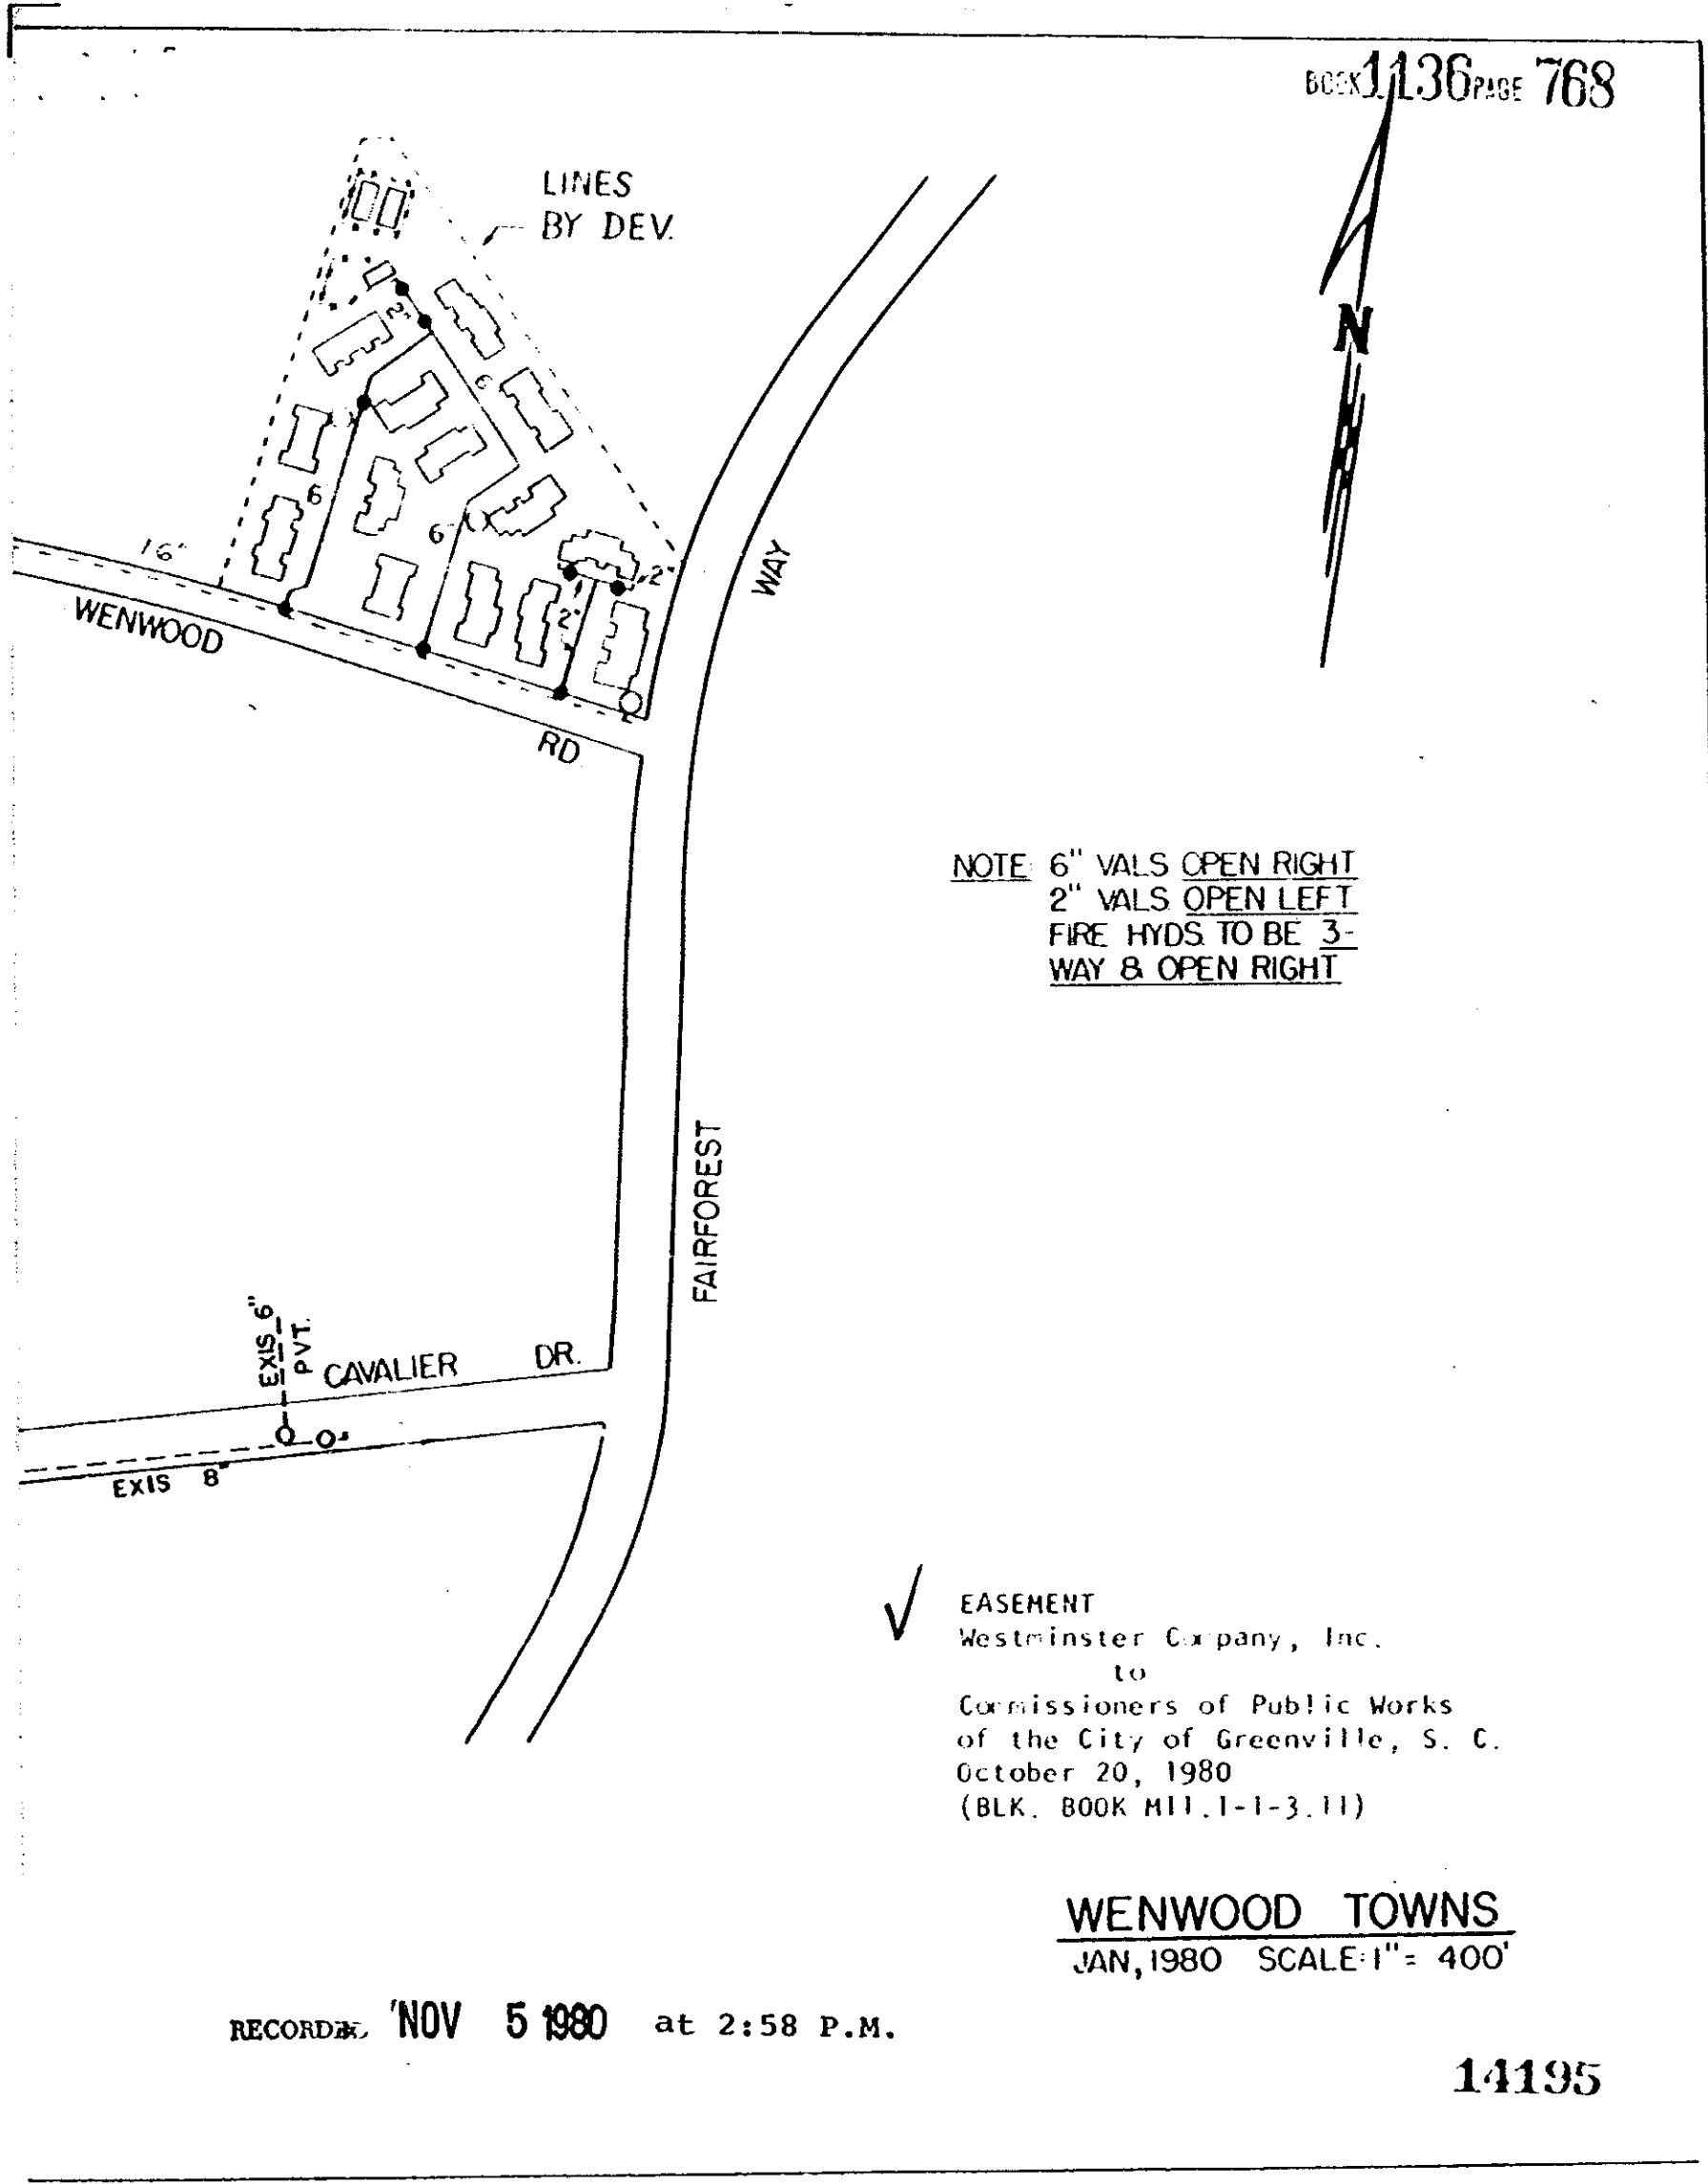 BOOK 1136 PAGE 768
LINES
BY DEV.
N
2"
6
6
6
16"
2"
2"
WENWOOD
RD
WAY
NOTE: 6" VALS OPEN RIGHT
2" VALS. OPEN LEFT
FIRE HYDS. TO BE 3-
WAY & OPEN RIGHT
FAIRFOREST
EXIS 6"
PVT.
CAVALIER DR.
EXIS 8"
EASEMENT
Westminster Company, Inc.
to
Commissioners of Public Works
of the City of Greenville, S. C.
October 20, 1980
(BLK. BOOK M11.1-1-3.11)
WENWOOD TOWNS
JAN, 1980 SCALE: 1" = 400'
NOV 5 1980 at 2:58 P.M.
14195